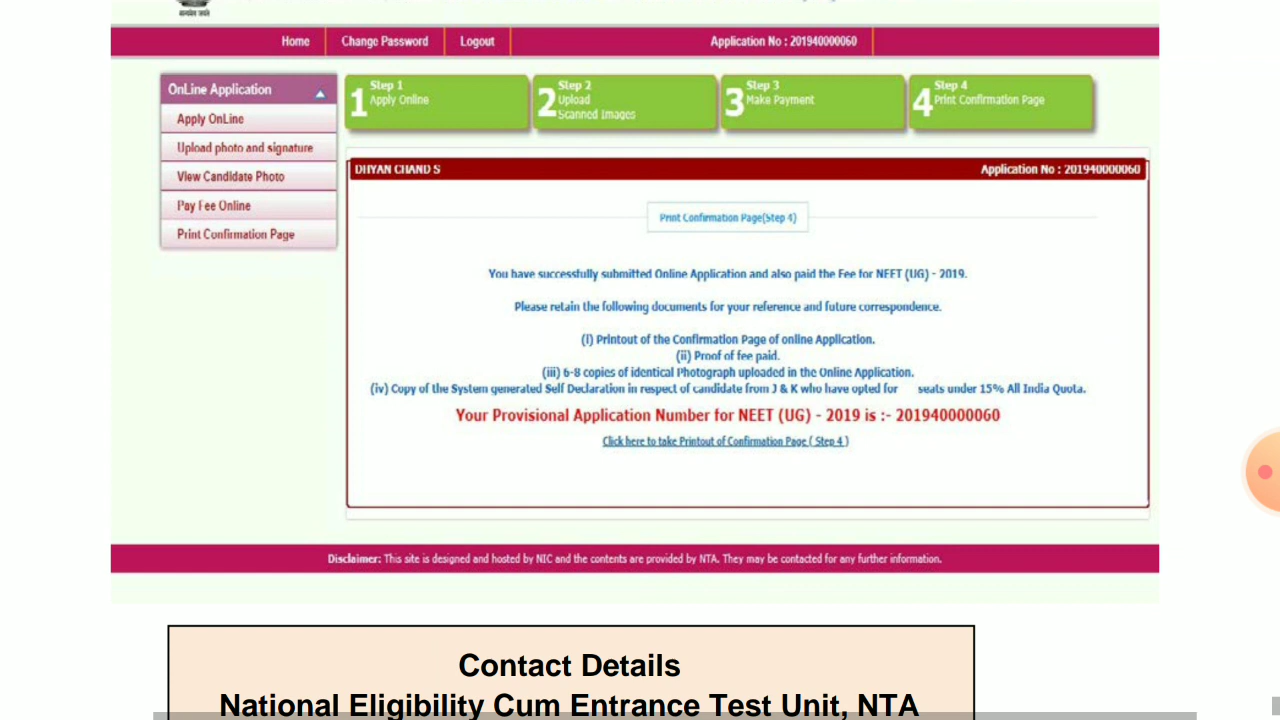 सत्यमेव जयते
Home Change Password Logout Application No : 201940000060
OnLine Application
Apply OnLine
Upload photo and signature
View Candidate Photo
Pay Fee Online
Print Confirmation Page
1 Step 1
Apply Online
2 Step 2
Upload
Scanned Images
3 Step 3
Make Payment
4 Step 4
Print Confirmation Page
DHYAN CHAND S Application No : 201940000060
Print Confirmation Page(Step 4)
You have successfully submitted Online Application and also paid the Fee for NEET (UG) - 2019.
Please retain the following documents for your reference and future correspondence.
(i) Printout of the Confirmation Page of online Application.
(ii) Proof of fee paid.
(iii) 6-8 copies of identical Photograph uploaded in the Online Application.
(iv) Copy of the System generated Self Declaration in respect of candidate from J & K who have opted for seats under 15% All India Quota.
Your Provisional Application Number for NEET (UG) - 2019 is :- 201940000060
Click here to take Printout of Confirmation Page ( Step 4 )
Disclaimer: This site is designed and hosted by NIC and the contents are provided by NTA. They may be contacted for any further information.
Contact Details
National Eligibility Cum Entrance Test Unit, NTA